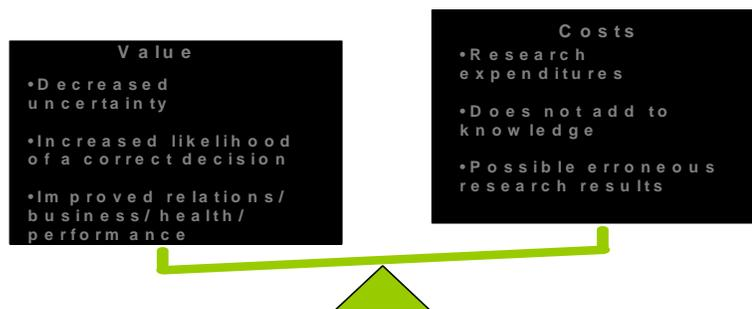 Value
•Decreased
uncertainty
•Increased likelihood
of a correct decision
•Improved relations/
business/health/
performance
Costs
•Research
expenditures
•Does not add to
knowledge
•Possible erroneous
research results